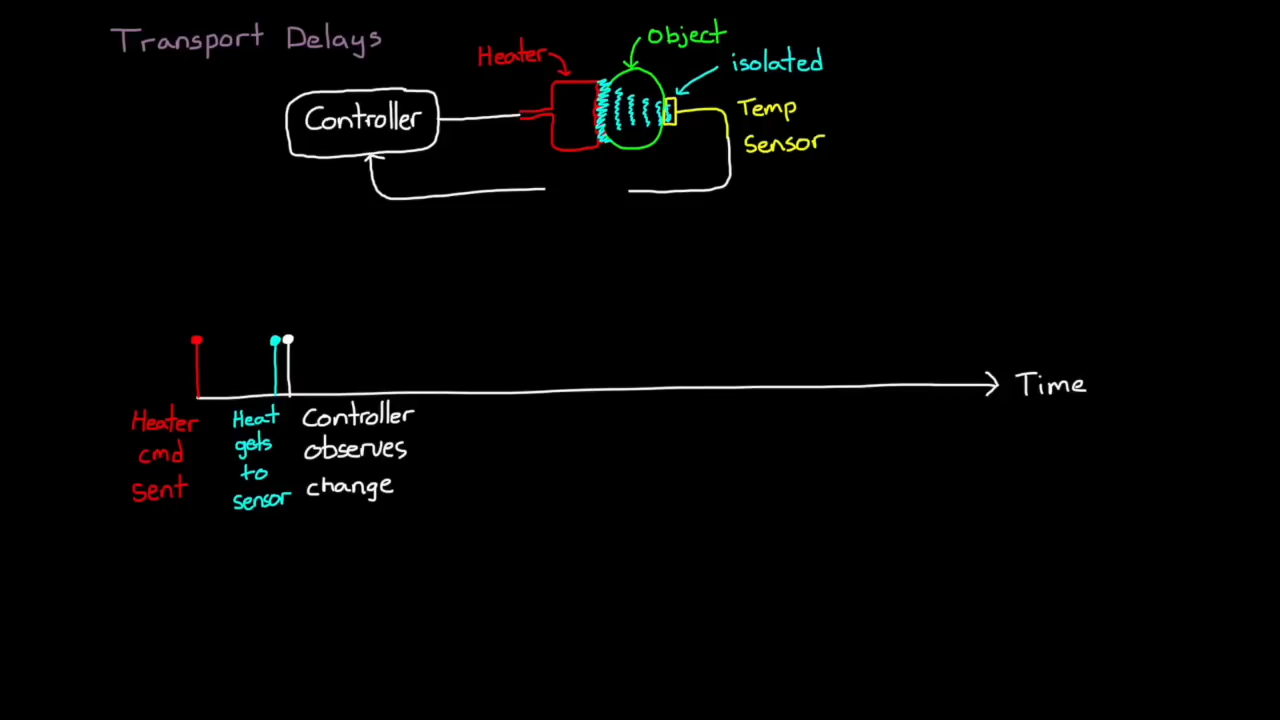 Transport Delays
Object
Heater
isolated
Controller
Temp
Sensor
Time
Heater
cmd
sent
Heat
gets
to
sensor
Controller
observes
change